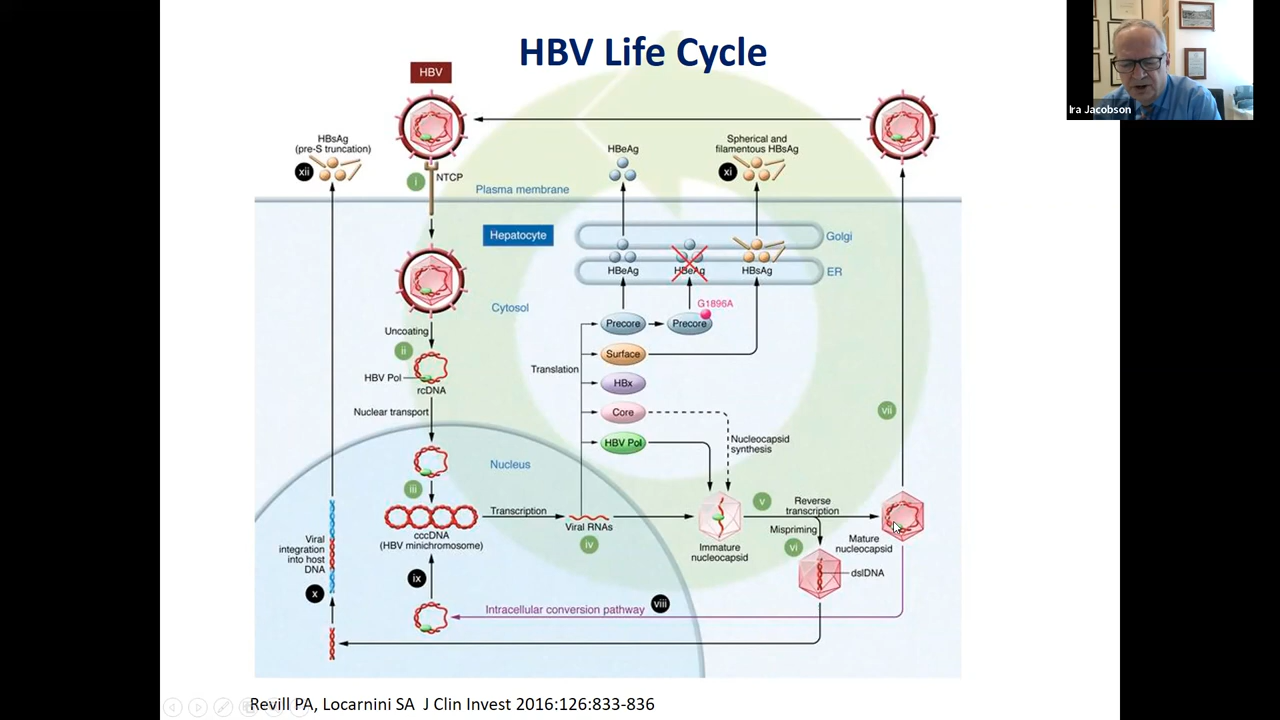 HBV Life Cycle
Ira Jacobson
HBV
HBsAg
(pre-S truncation)
xii
i
NTCP
Plasma membrane
HBeAg
Spherical and
filamentous HBsAg
xi
Hepatocyte
Golgi
HBeAg
HBeAg
HBsAg
ER
Cytosol
G1896A
Precore
Precore
Uncoating
ii
Surface
Translation
HBV Pol
rcDNA
HBx
Nuclear transport
Core
vii
HBV Pol
Nucleocapsid
synthesis
Nucleus
iii
Transcription
cccDNA
(HBV minichromosome)
Viral RNAs
iv
v
Reverse
transcription
Mispriming
vi
Immature
nucleocapsid
Mature
nucleocapsid
dslDNA
Viral
integration
into host
DNA
x
ix
Intracellular conversion pathway
viii
Revill PA, Locarnini SA J Clin Invest 2016:126:833-836